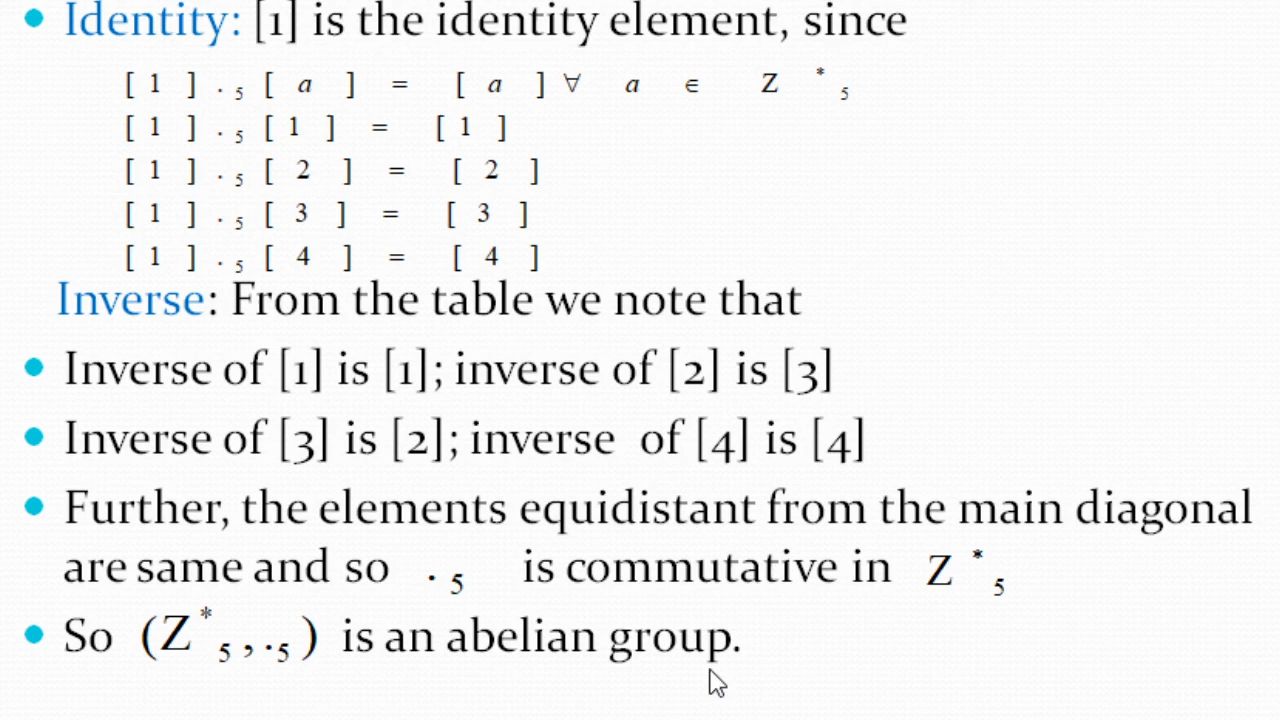 Identity: [1] is the identity element, since
[ 1 ] ·₅ [ a ] = [ a ] ∀ a ∈ Z*₅
[ 1 ] ·₅ [ 1 ] = [ 1 ]
[ 1 ] ·₅ [ 2 ] = [ 2 ]
[ 1 ] ·₅ [ 3 ] = [ 3 ]
[ 1 ] ·₅ [ 4 ] = [ 4 ]
Inverse: From the table we note that
Inverse of [1] is [1]; inverse of [2] is [3]
Inverse of [3] is [2]; inverse of [4] is [4]
Further, the elements equidistant from the main diagonal
are same and so ·₅ is commutative in Z*₅
So (Z*₅,·₅) is an abelian group.